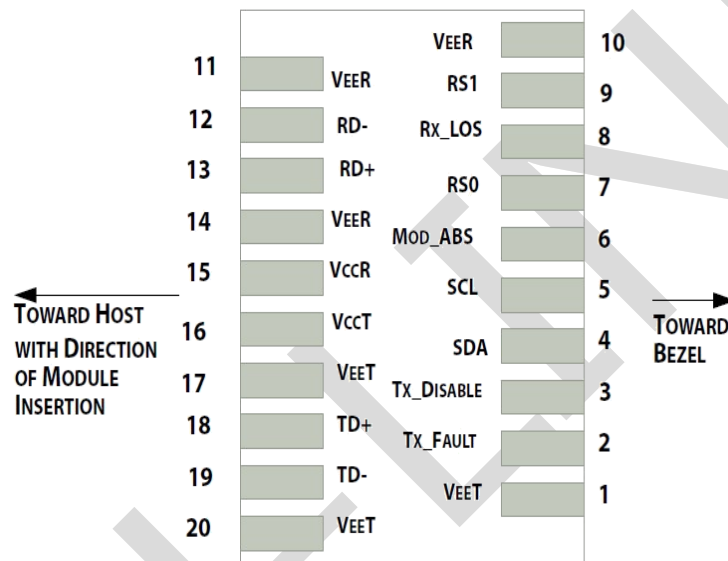 VEER 10
11 VEER
RS1 9
12 RD-
RX_LOS 8
13 RD+
RS0 7
14 VEER
MOD_ABS 6
15 VCCR
SCL 5
TOWARD HOST
WITH DIRECTION
OF MODULE
INSERTION
16 VCCT
SDA 4
TOWARD
BEZEL
17 VEET
TX_DISABLE 3
18 TD+
TX_FAULT 2
19 TD-
VEET 1
20 VEET